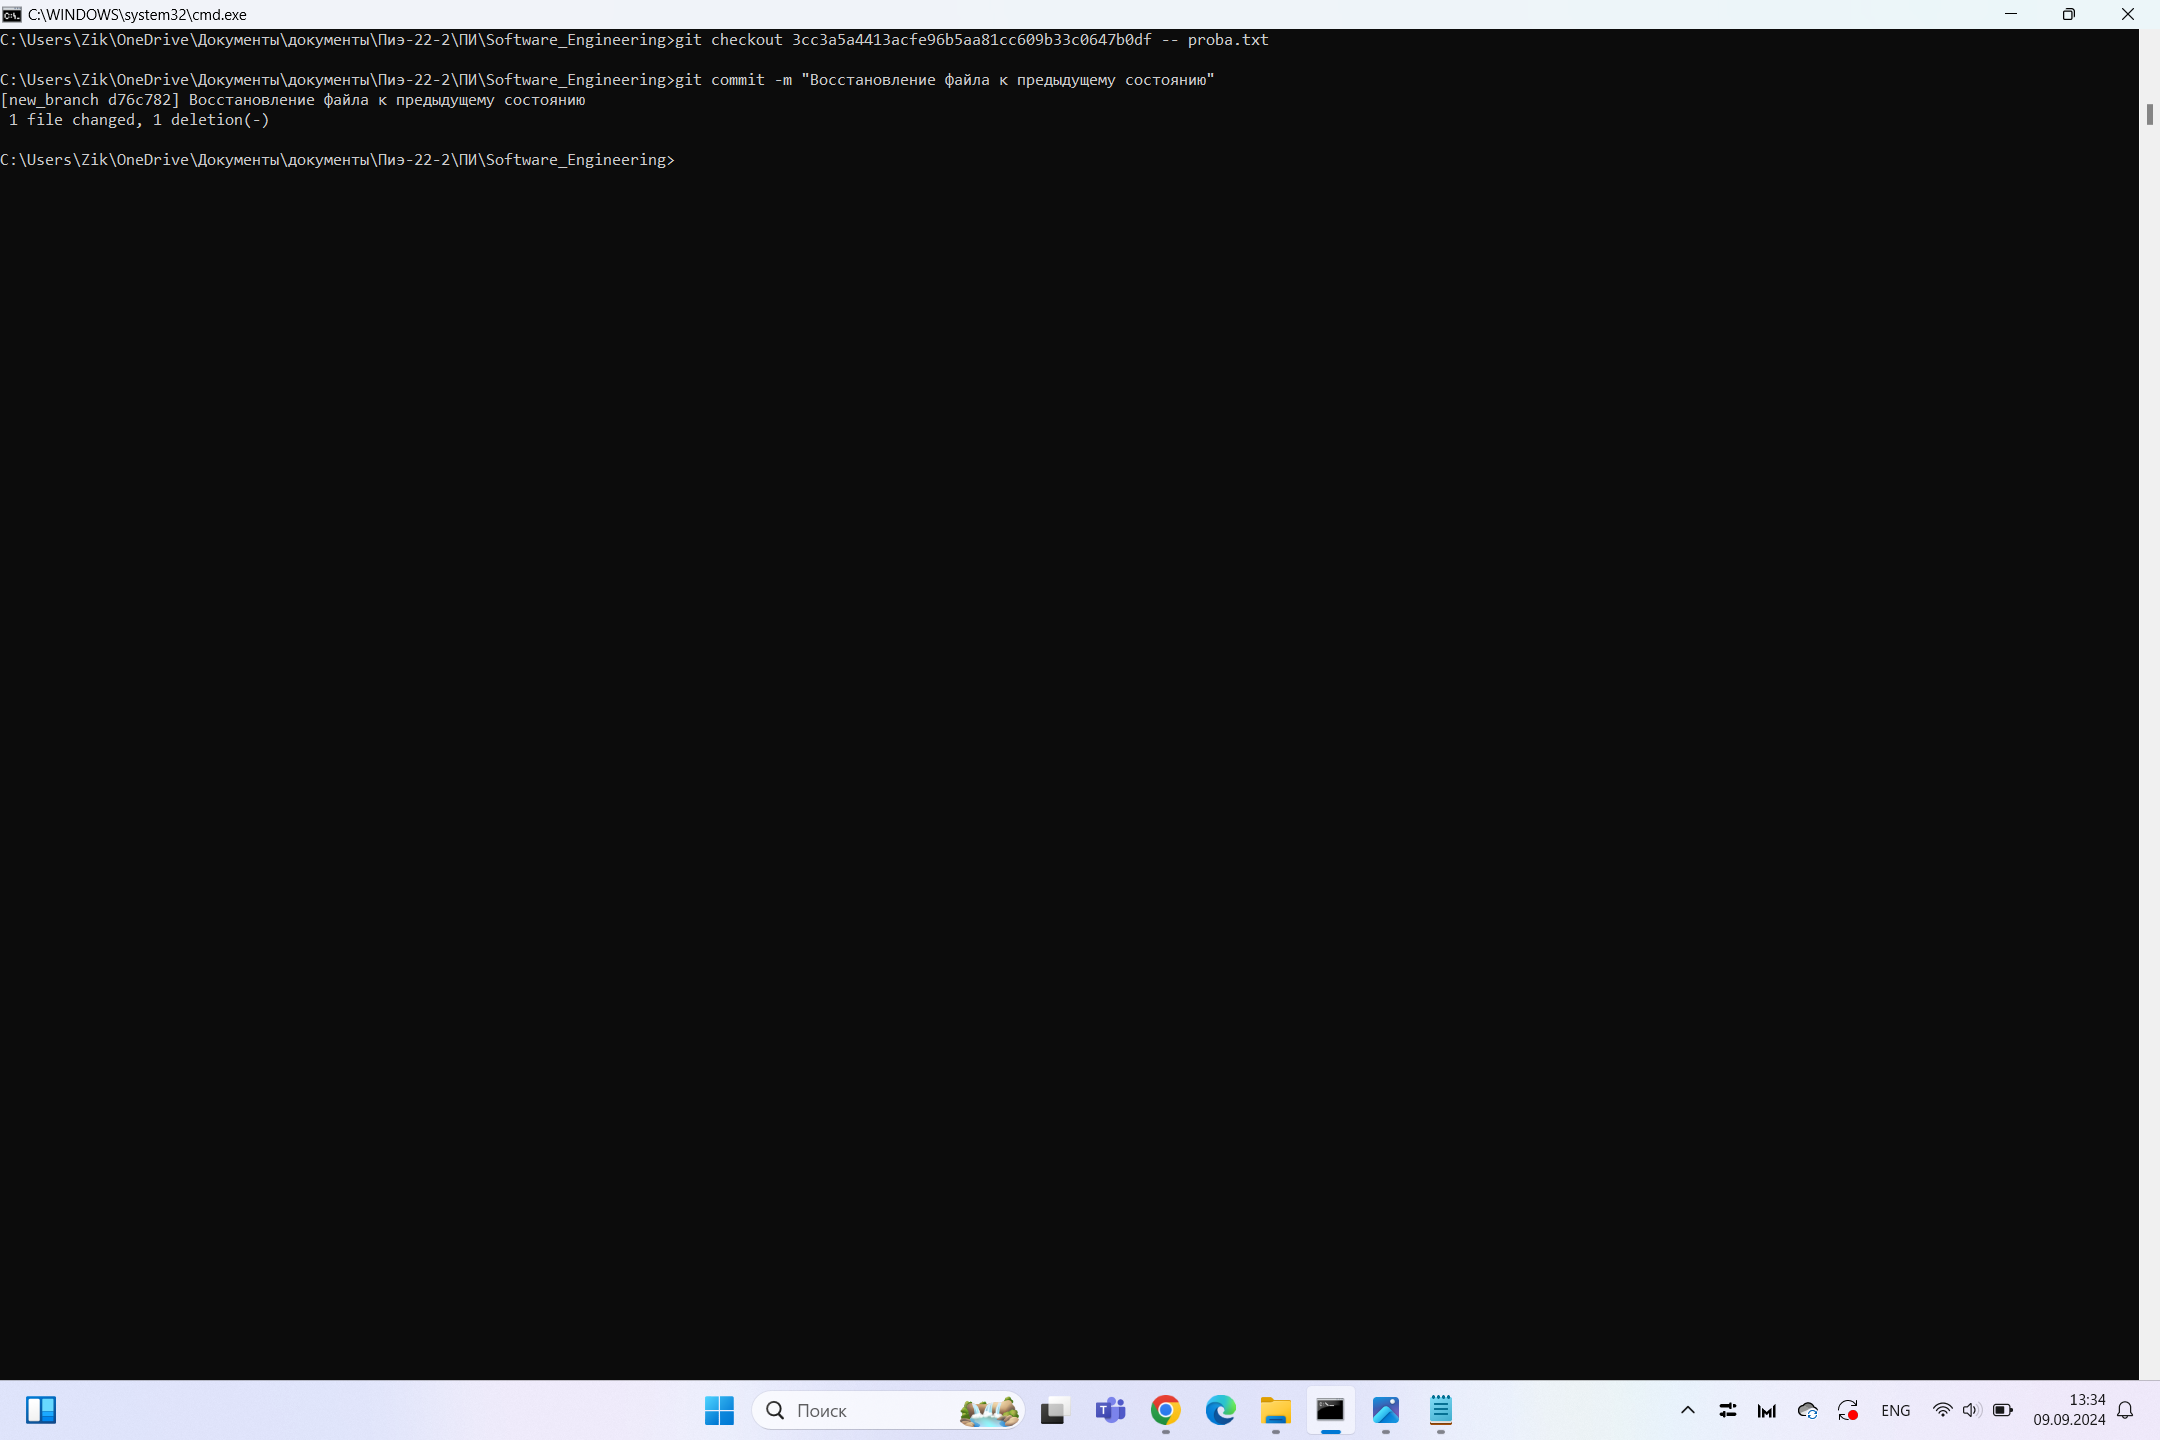 C:\WINDOWS\system32\cmd.exe
C:\Users\Zik\OneDrive\Документы\документы\Пиэ-22-2\ПИ\Software_Engineering>git checkout 3cc3a5a4413acfe96b5aa81cc609b33c0647b0df -- proba.txt
C:\Users\Zik\OneDrive\Документы\документы\Пиэ-22-2\ПИ\Software_Engineering>git commit -m "Восстановление файла к предыдущему состоянию"
[new_branch d76c782] Восстановление файла к предыдущему состоянию
1 file changed, 1 deletion(-)
C:\Users\Zik\OneDrive\Документы\документы\Пиэ-22-2\ПИ\Software_Engineering>
Поиск
ENG
13:34
09.09.2024